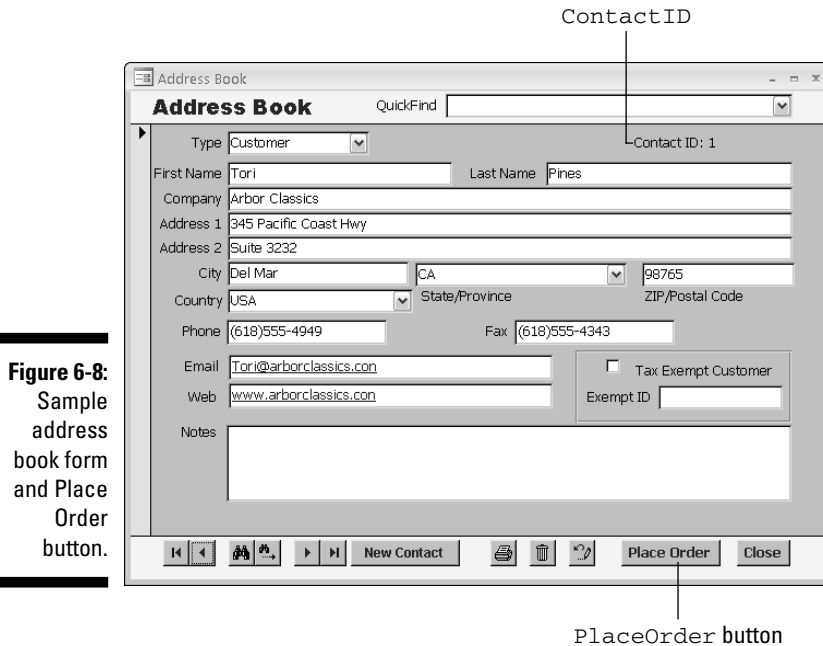 ContactID
Address Book
Address Book QuickFind
Type Customer Contact ID: 1
First Name Tori Last Name Pines
Company Arbor Classics
Address 1 345 Pacific Coast Hwy
Address 2 Suite 3232
City Del Mar CA 98765
Country USA State/Province ZIP/Postal Code
Phone (618)555-4949 Fax (618)555-4343
Email Tori@arborclassics.con Tax Exempt Customer
Web www.arborclassics.con Exempt ID
Notes
New Contact Place Order Close
PlaceOrder button
Figure 6-8:
Sample
address
book form
and Place
Order
button.